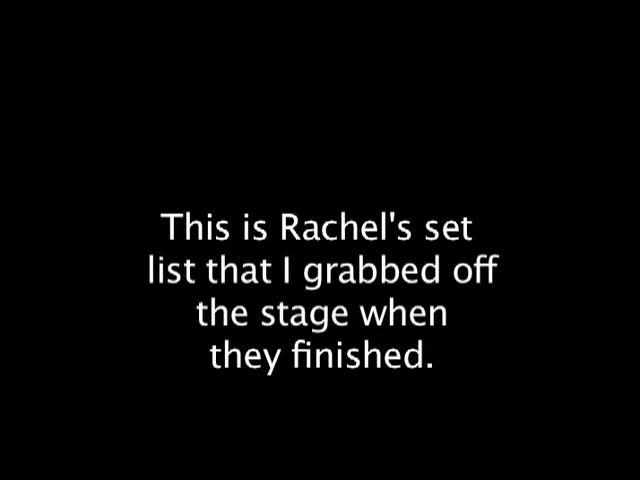 This is Rachel's set
list that I grabbed off
the stage when
they finished.